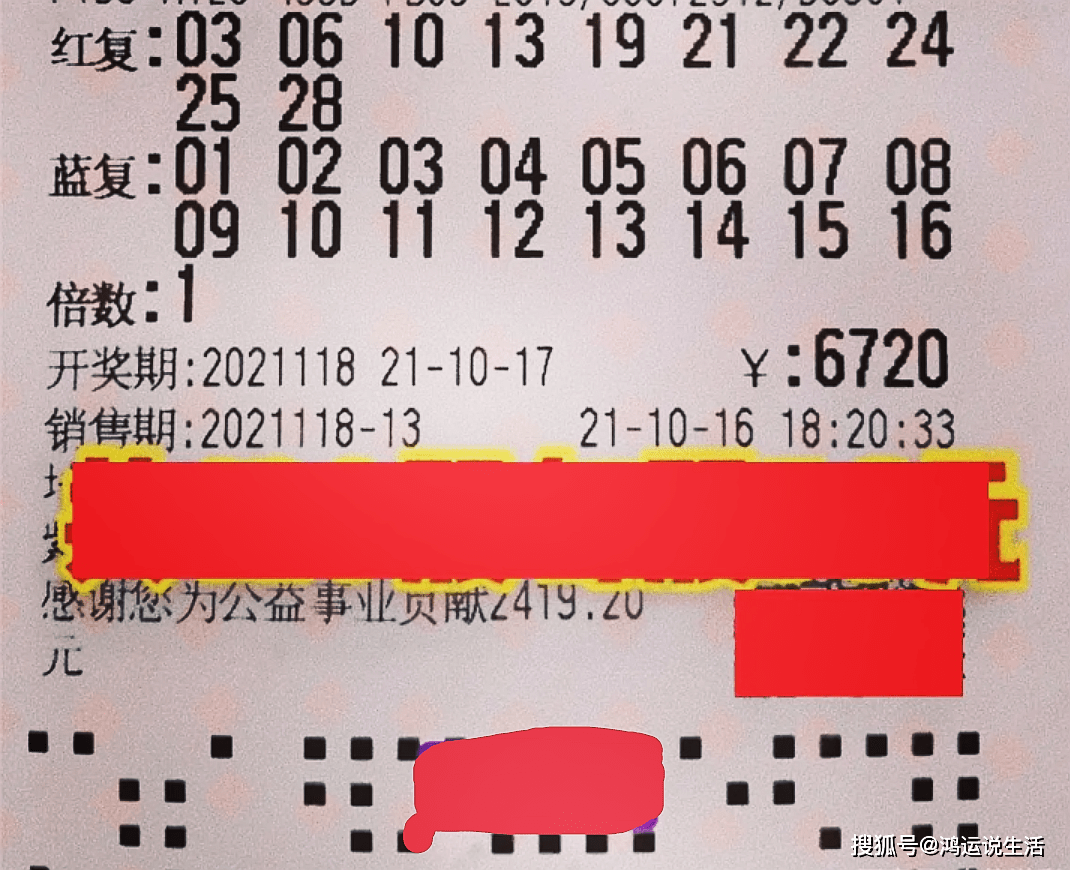 红复:03 06 10 13 19 21 22 24
25 28
蓝复:01 02 03 04 05 06 07 08
09 10 11 12 13 14 15 16
倍数:1
开奖期:2021118 21-10-17 ¥:6720
销售期:2021118-13 21-10-16 18:20:33
感谢您为公益事业贡献2419.20
元
搜狐号@鸿运说生活